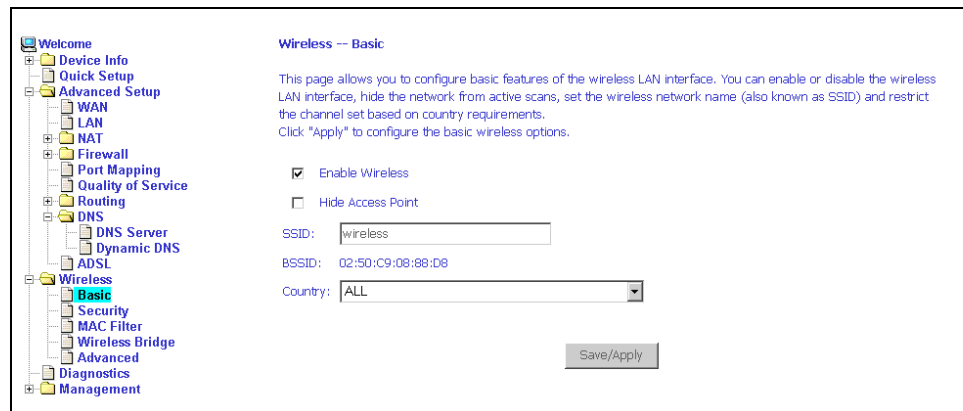 Welcome
Device Info
Quick Setup
Advanced Setup
WAN
LAN
NAT
Firewall
Port Mapping
Quality of Service
Routing
DNS
DNS Server
Dynamic DNS
ADSL
Wireless
Basic
Security
MAC Filter
Wireless Bridge
Advanced
Diagnostics
Management
Wireless -- Basic
This page allows you to configure basic features of the wireless LAN interface. You can enable or disable the wireless
LAN interface, hide the network from active scans, set the wireless network name (also known as SSID) and restrict
the channel set based on country requirements.
Click "Apply" to configure the basic wireless options.
Enable Wireless
Hide Access Point
SSID: wireless
BSSID: 02:50:C9:08:88:D8
Country: ALL
Save/Apply